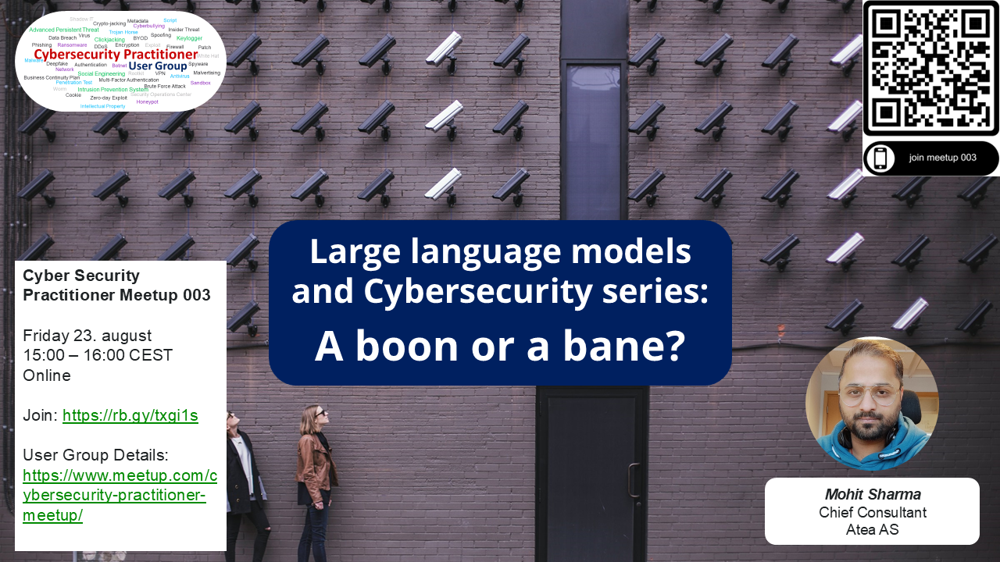 Shadow IT
Crypto-jacking Metadata Script
Cyberbullying
Advanced Persistent Threat Trojan Horse Insider Threat
Data Breach Virus Clickjacking BYOD Spoofing Keylogger
Phishing Ransomware DDoS Encryption Exploit Firewall Patch
Cybersecurity Practitioner White Hat
Malware Deepfake Authentication Botnet User Group Spyware
Network Social Engineering Rootkit VPN Malvertising
Business Continuity Plan Multi-Factor Authentication Antivirus
Penetration Test Brute Force Attack Sandbox
Worm Intrusion Prevention System
Cookie Zero-day Exploit Security Operations Center
Honeypot
Intellectual Property
join meetup 003
Large language models
and Cybersecurity series:
A boon or a bane?
Cyber Security
Practitioner Meetup 003
Friday 23. august
15:00 – 16:00 CEST
Online
Join: https://rb.gy/txgi1s
User Group Details:
https://www.meetup.com/c
ybersecurity-practitioner-
meetup/
Mohit Sharma
Chief Consultant
Atea AS